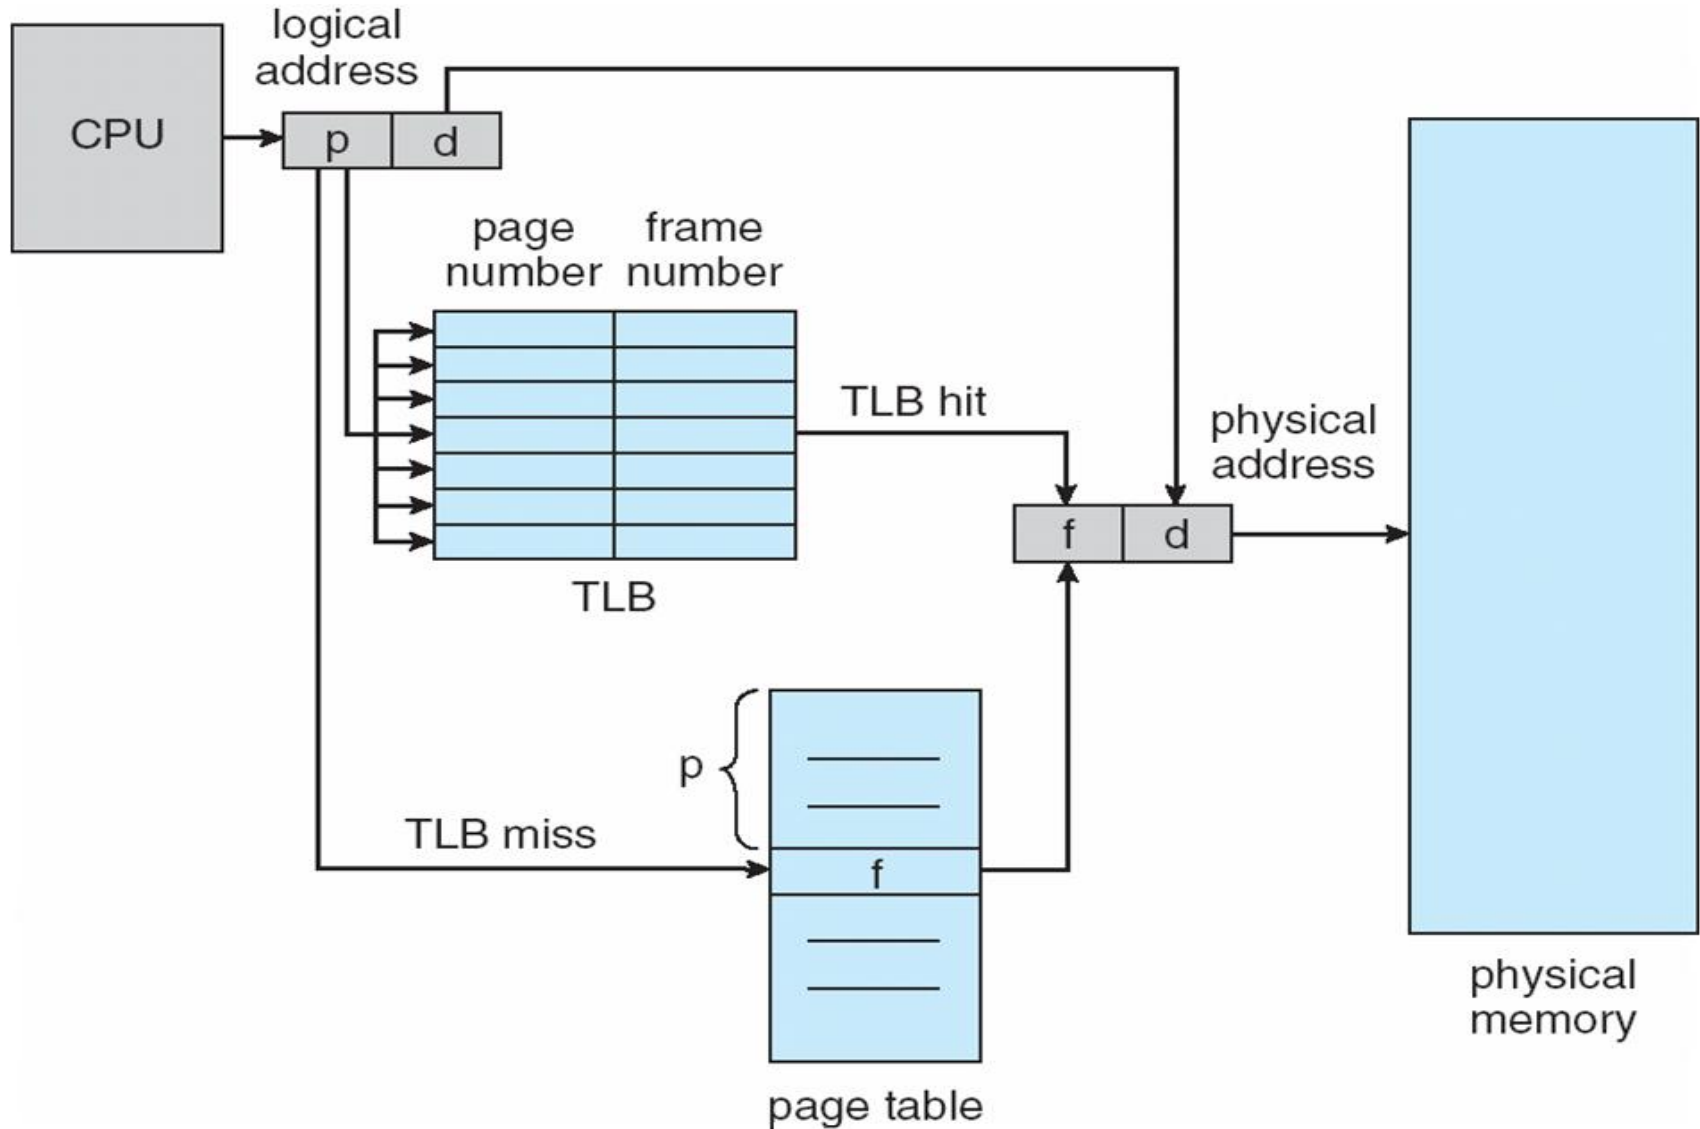 logical
address
CPU
p
d
page
number
frame
number
TLB hit
physical
address
f
d
TLB
p
TLB miss
f
physical
memory
page table